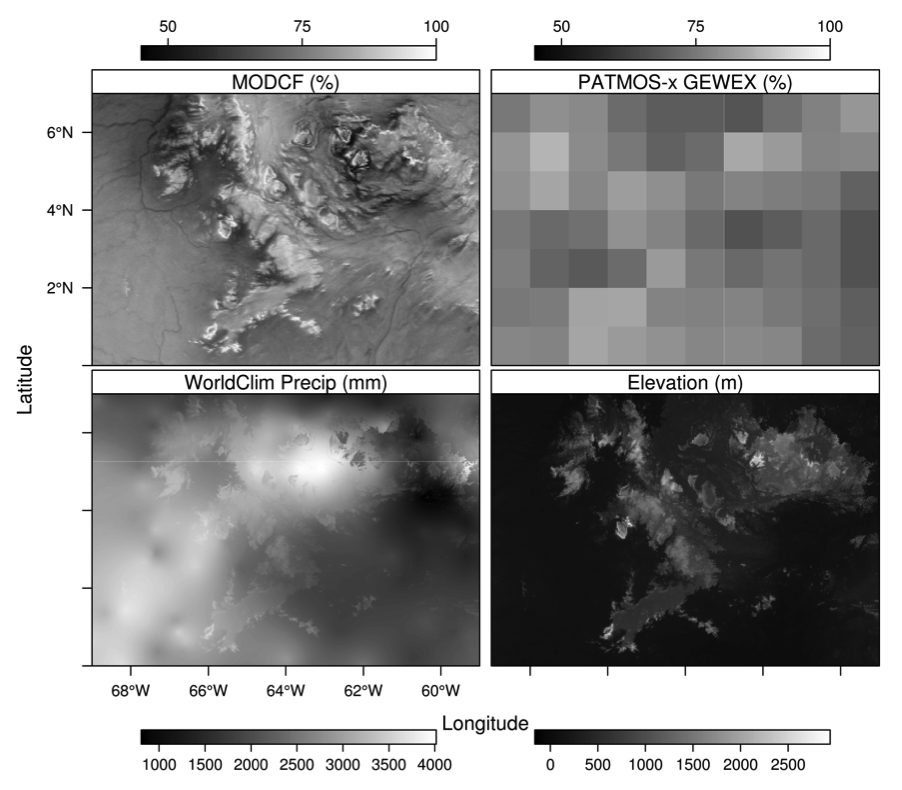 50 75 100 50 75 100
MODCF (%) PATMOS-x GEWEX (%)
6°N
4°N
2°N
Latitude
WorldClim Precip (mm) Elevation (m)
68°W 66°W 64°W 62°W 60°W
Longitude
1000 1500 2000 2500 3000 3500 4000 0 500 1000 1500 2000 2500